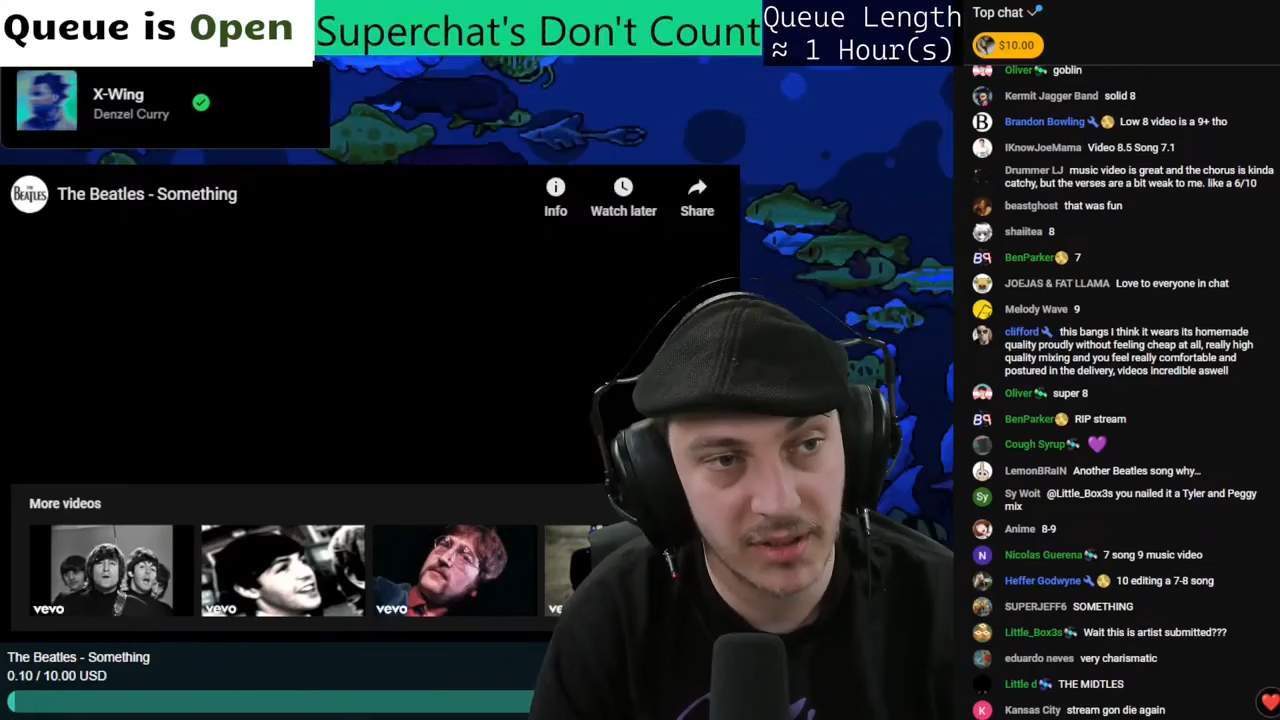 Queue is Open
Superchat's Don't Count
Queue Length
≈ 1 Hour(s)
X-Wing
Denzel Curry
THE BEATLES
The Beatles - Something
Info
Watch later
Share
More videos
vevo
vevo
vevo
ve
The Beatles - Something
0.10 / 10.00 USD
Top chat
$10.00
Oliver goblin
Kermit Jagger Band solid 8
Brandon Bowling Low 8 video is a 9+ tho
IKnowJoeMama Video 8.5 Song 7.1
Drummer LJ music video is great and the chorus is kinda
catchy, but the verses are a bit weak to me. like a 6/10
beastghost that was fun
shaiitea 8
BenParker 7
JOEJAS & FAT LLAMA Love to everyone in chat
Melody Wave 9
clifford this bangs I think it wears its homemade
quality proudly without feeling cheap at all, really high
quality mixing and you feel really comfortable and
postured in the delivery, videos incredible aswell
Oliver super 8
BenParker RIP stream
Cough Syrup
LemonBRaiN Another Beatles song why...
Sy
Sy Woit @Little_Box3s you nailed it a Tyler and Peggy
mix
Anime 8-9
N
Nicolas Guerena 7 song 9 music video
Heffer Godwyne 10 editing a 7-8 song
SUPERJEFF6 SOMETHING
Little_Box3s Wait this is artist submitted???
eduardo neves very charismatic
Little d THE MIDTLES
K
Kansas City stream gon die again